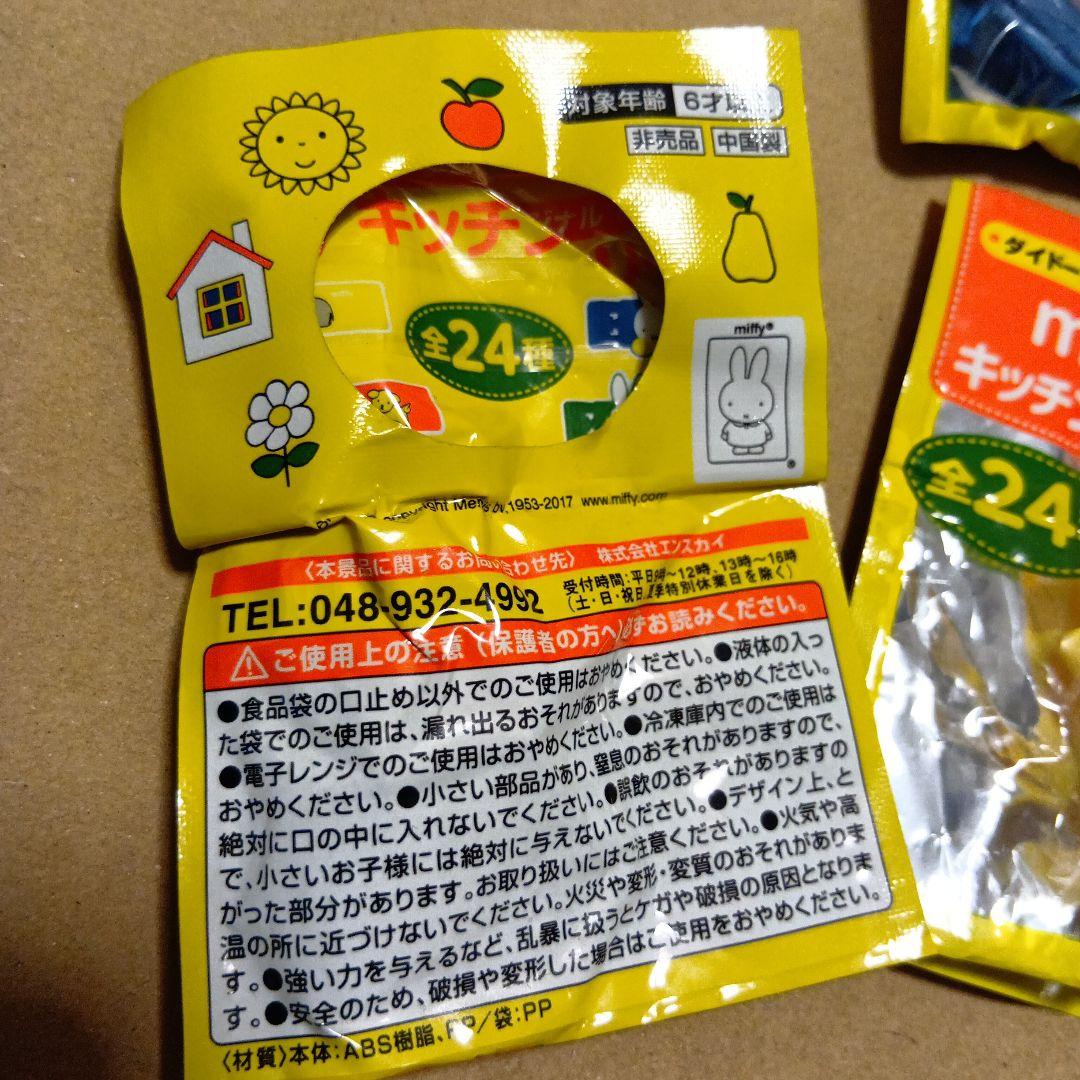 対象年齢 6才以
非売品 中国製
キッチン
ナル
全24種
miffy®
®
1953-2017 www.miffy.com
〈本景品に関するお問い合わせ先〉 株式会社エンスカイ
TEL:048-932-4992
受付時間:平日 ~12時、13時~16時
(土・日・祝日、夏季特別休業日を除く)
ご使用上の注意〈保護者の方へ〉必ずお読みください。
●食品袋の口止め以外でのご使用はおやめください。●液体の入っ
た袋でのご使用は、漏れ出るおそれがありますので、おやめください。
●電子レンジでのご使用はおやめください。●冷凍庫内でのご使用は
おやめください。●小さい部品があり、窒息のおそれがありますので、
絶対に口の中に入れないでください。●誤飲のおそれがありますの
で、小さいお子様には絶対に与えないでください。●デザイン上、と
がった部分があります。お取り扱いにはご注意ください。●火気や高
温の所に近づけないでください。火災や変形・変質のおそれがありま
す。●強い力を与えるなど、乱暴に扱うとケガや破損の原因となりま
す。●安全のため、破損や変形した場合はご使用をおやめください。
〈材質〉本体:ABS樹脂、PP/袋:PP
ダイドー
m
キッチン
全24